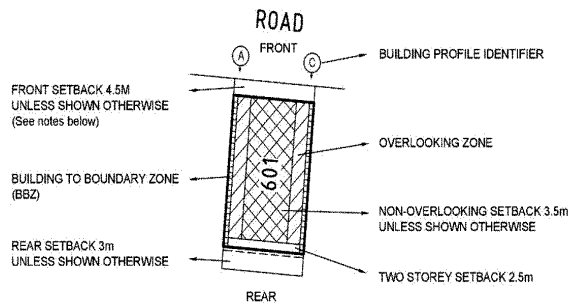 ROAD
FRONT
A
C
BUILDING PROFILE IDENTIFIER
FRONT SETBACK 4.5M
UNLESS SHOWN OTHERWISE
(See notes below)
OVERLOOKING ZONE
601
BUILDING TO BOUNDARY ZONE
(BBZ)
NON-OVERLOOKING SETBACK 3.5m
UNLESS SHOWN OTHERWISE
REAR SETBACK 3m
UNLESS SHOWN OTHERWISE
TWO STOREY SETBACK 2.5m
REAR